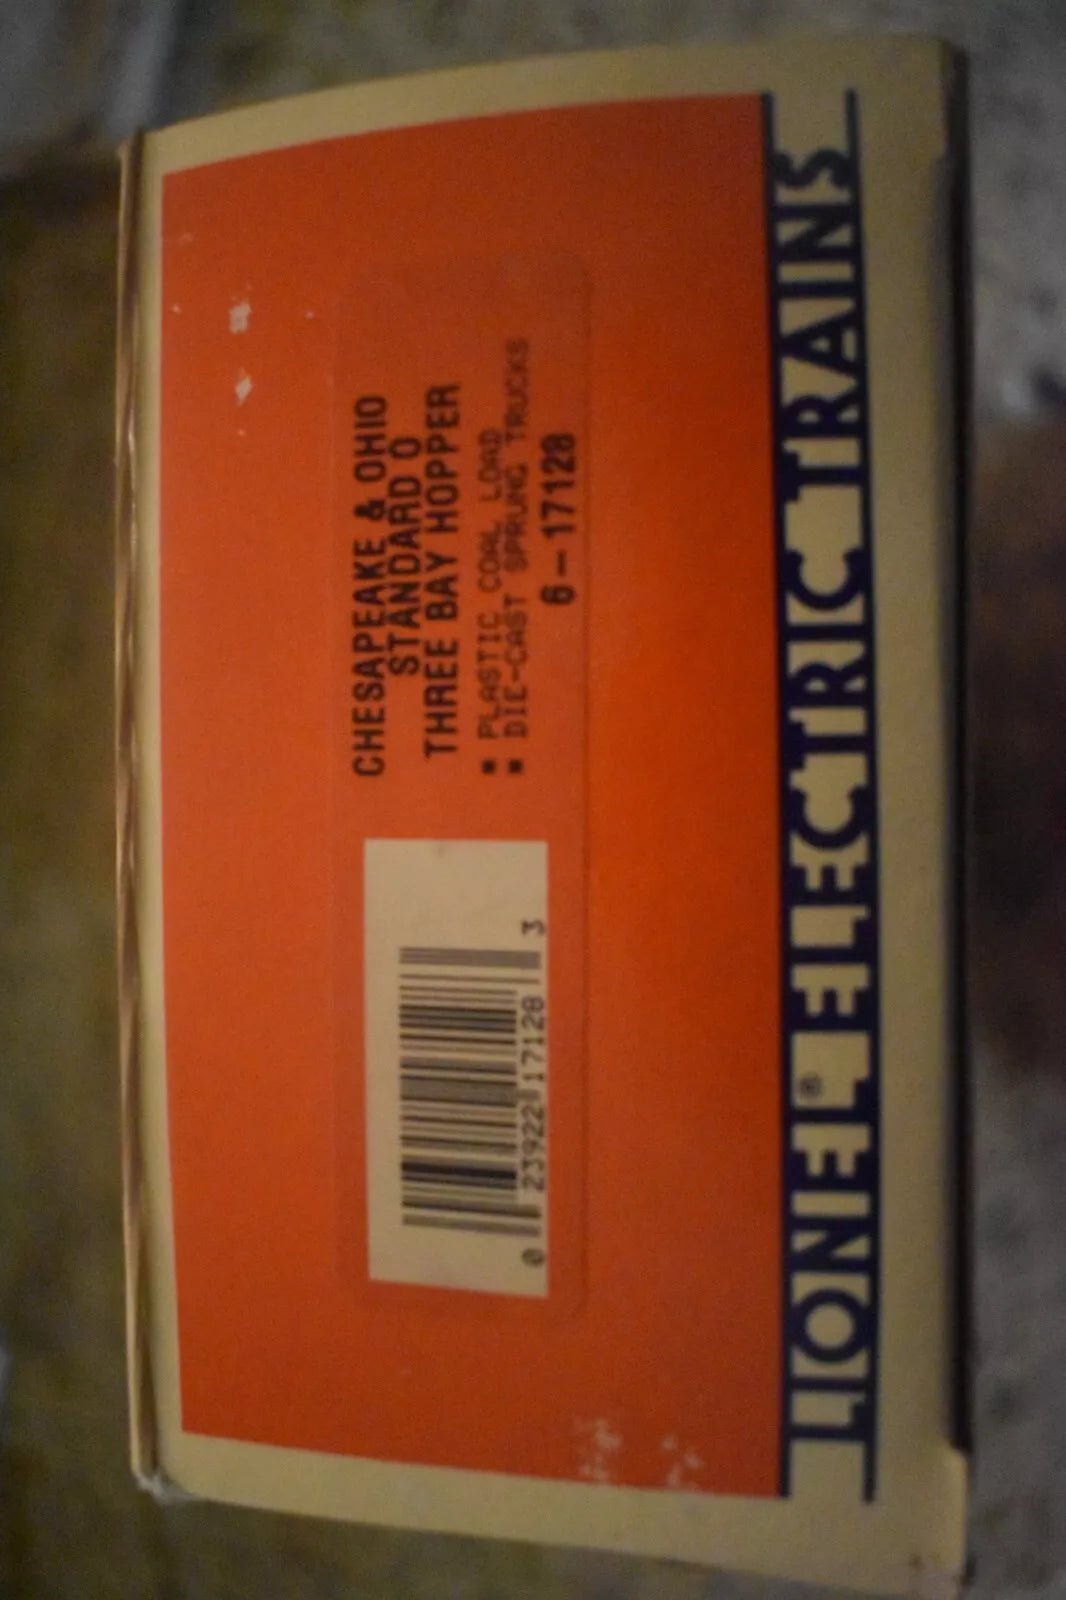 CHESAPEAKE & OHIO
STANDARD O
THREE BAY HOPPER
▪ PLASTIC COAL LOAD
▪ DIE-CAST SPRUNG TRUCKS
6-17128
0 23922 17128 3
LIONEL® ELECTRIC TRAINS